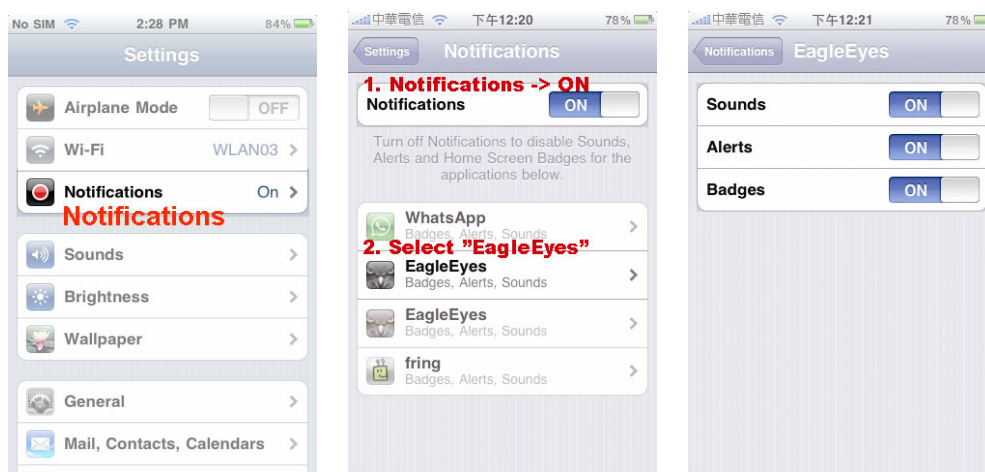 No SIM 2:28 PM 84%
Settings
Airplane Mode OFF
Wi-Fi WLAN03
Notifications On
Notifications
Sounds
Brightness
Wallpaper
General
Mail, Contacts, Calendars
中華電信 下午12:20 78%
Settings Notifications
1. Notifications -> ON
Notifications ON
Turn off Notifications to disable Sounds,
Alerts and Home Screen Badges for the
applications below.
WhatsApp
Badges, Alerts, Sounds
2. Select ”EagleEyes”
EagleEyes
Badges, Alerts, Sounds
EagleEyes
Badges, Alerts, Sounds
fring
Badges, Alerts, Sounds
中華電信 下午12:21 78%
Notifications EagleEyes
Sounds ON
Alerts ON
Badges ON